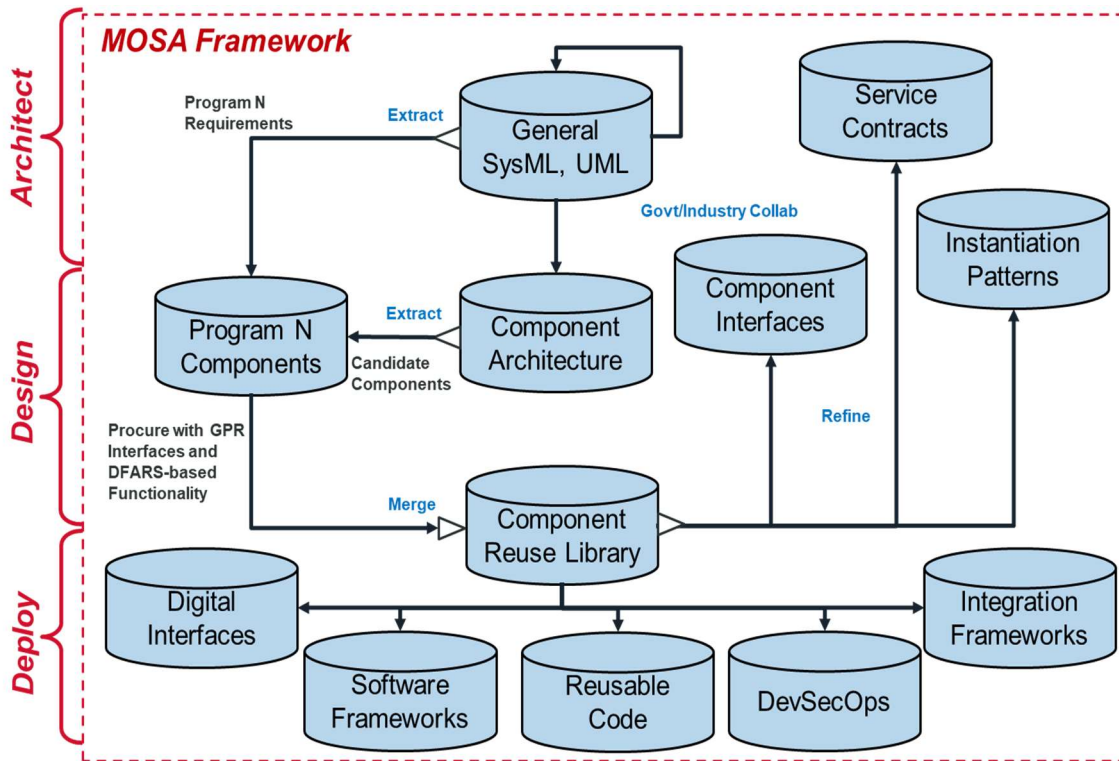 MOSA Framework
Architect
Design
Deploy
Program N
Requirements
Extract
General
SysML, UML
Service
Contracts
Govt/Industry Collab
Instantiation
Patterns
Component
Interfaces
Program N
Components
Extract
Candidate
Components
Component
Architecture
Refine
Procure with GPR
Interfaces and
DFARS-based
Functionality
Merge
Component
Reuse Library
Digital
Interfaces
Software
Frameworks
Reusable
Code
DevSecOps
Integration
Frameworks